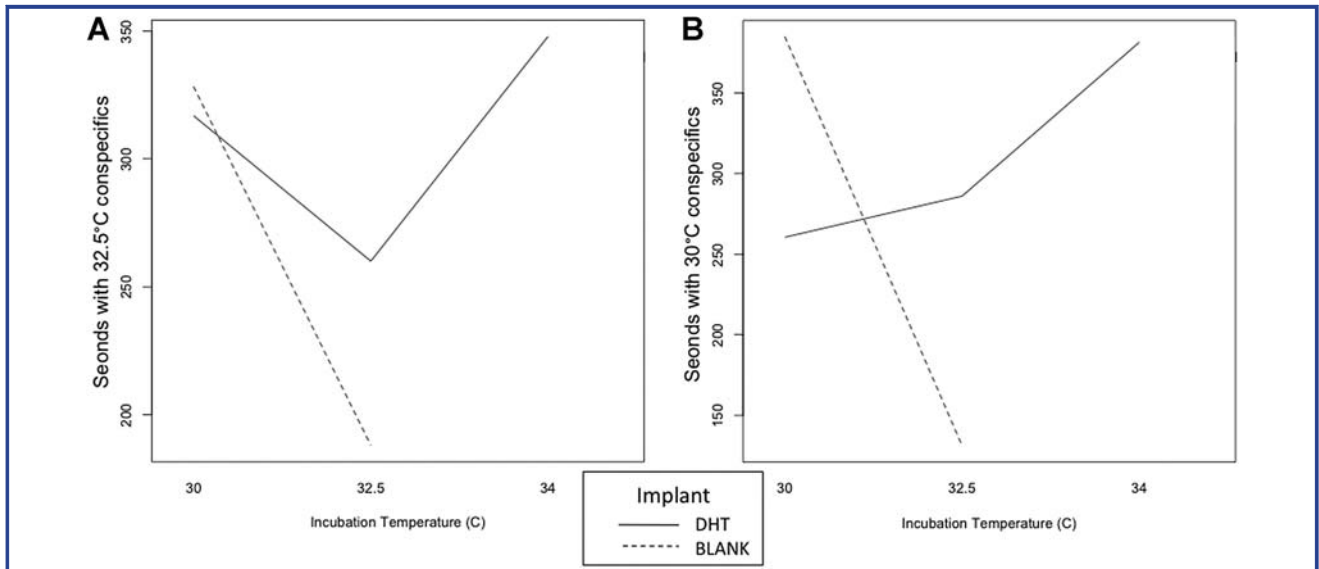 A
Seonds with 32.5°C conspecifics
350
300
250
200
30
32.5
34
Incubation Temperature (C)
B
Seonds with 30°C conspecifics
350
300
250
200
150
30
32.5
34
Incubation Temperature (C)
Implant
DHT
BLANK